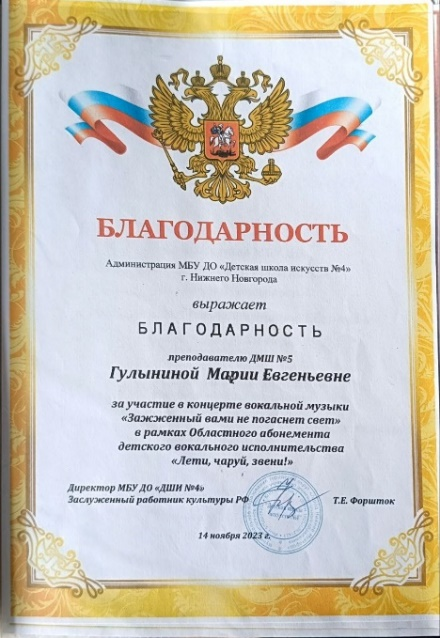 БЛАГОДАРНОСТЬ
Администрация МБУ ДО «Детская школа искусств №4»
г. Нижнего Новгорода
выражает
БЛАГОДАРНОСТЬ
преподавателю ДМШ №5
Гулыниной Марии Евгеньевне
за участие в концерте вокальной музыки
«Зажженный вами не погаснет свет»
в рамках Областного абонемента
детского вокального исполнительства
«Лети, чаруй, звени!»
Директор МБУ ДО «ДШИ №4»
Заслуженный работник культуры РФ Т.Е. Форшток
14 ноября 2023 г.